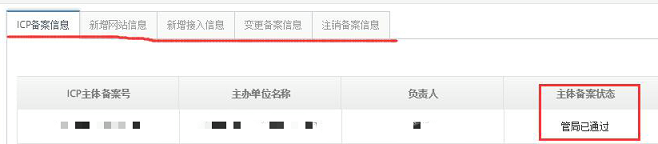 ICP备案信息 新增网站信息 新增接入信息 变更备案信息 注销备案信息
ICP主体备案号 主办单位名称 负责人 主体备案状态
管局已通过